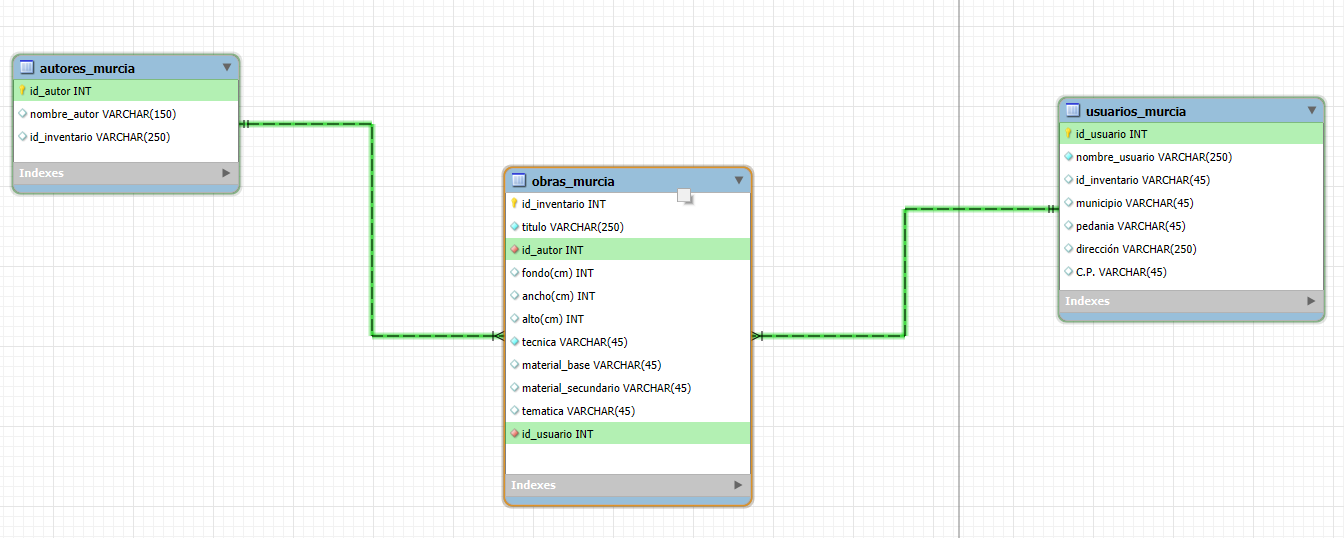 autores_murcia
id_autor INT
nombre_autor VARCHAR(150)
id_inventario VARCHAR(250)
Indexes
obras_murcia
id_inventario INT
titulo VARCHAR(250)
id_autor INT
fondo(cm) INT
ancho(cm) INT
alto(cm) INT
tecnica VARCHAR(45)
material_base VARCHAR(45)
material_secundario VARCHAR(45)
tematica VARCHAR(45)
id_usuario INT
Indexes
usuarios_murcia
id_usuario INT
nombre_usuario VARCHAR(250)
id_inventario VARCHAR(45)
municipio VARCHAR(45)
pedania VARCHAR(45)
dirección VARCHAR(250)
C.P. VARCHAR(45)
Indexes